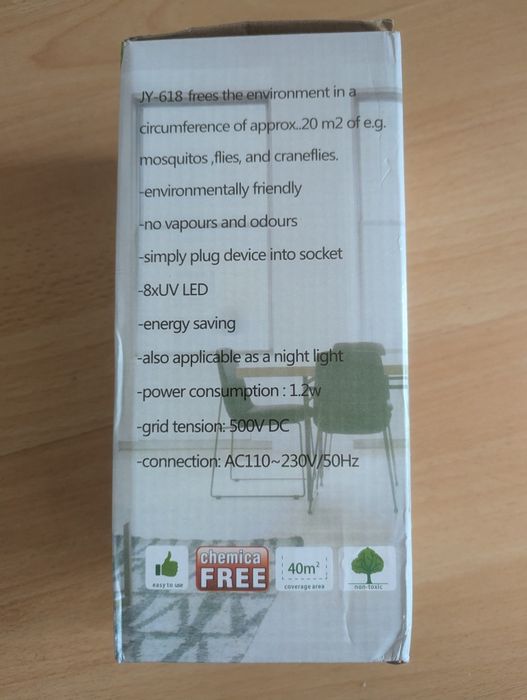 JY-618 frees the environment in a
circumference of approx..20 m2 of e.g.
mosquitos ,flies, and craneflies.
-environmentally friendly
-no vapours and odours
-simply plug device into socket
-8xUV LED
-energy saving
-also applicable as a night light
-power consumption : 1.2w
-grid tension: 500V DC
-connection: AC110~230V/50Hz
easy to use
chemica
FREE
40m²
coverage area
non-toxic